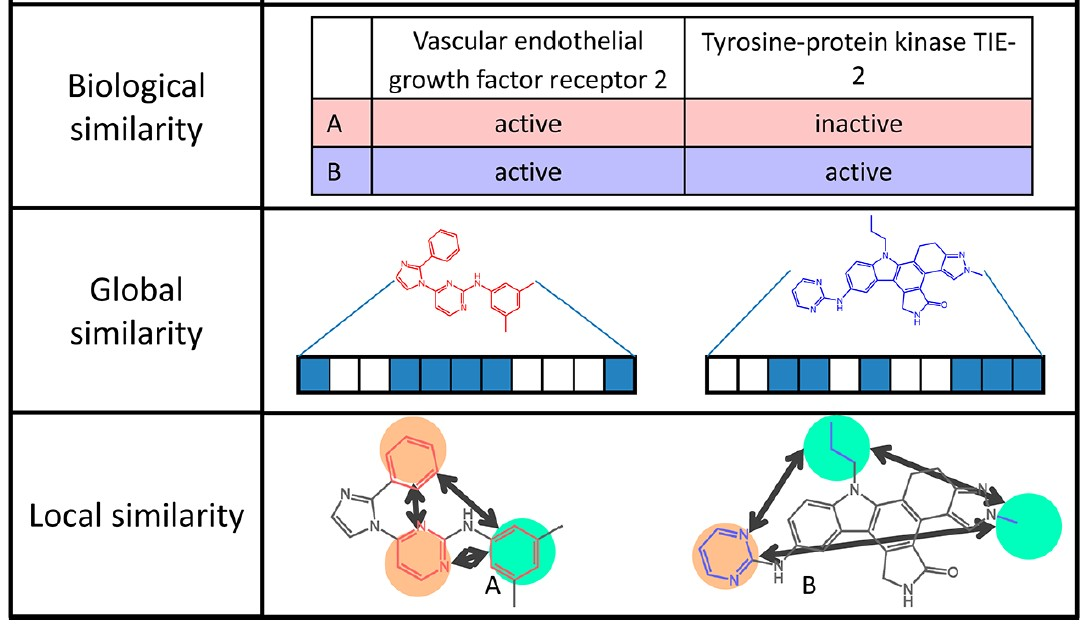 Biological
similarity
Vascular endothelial
growth factor receptor 2
Tyrosine-protein kinase TIE-
2
A
active
inactive
B
active
active
Global
similarity
N
N
N
N
H
N
N
N
N
N
H
N
N
N
O
NH
Local similarity
N
N
N
N
H
N
A
N
N
N
H
N
N
N
O
N
H
B